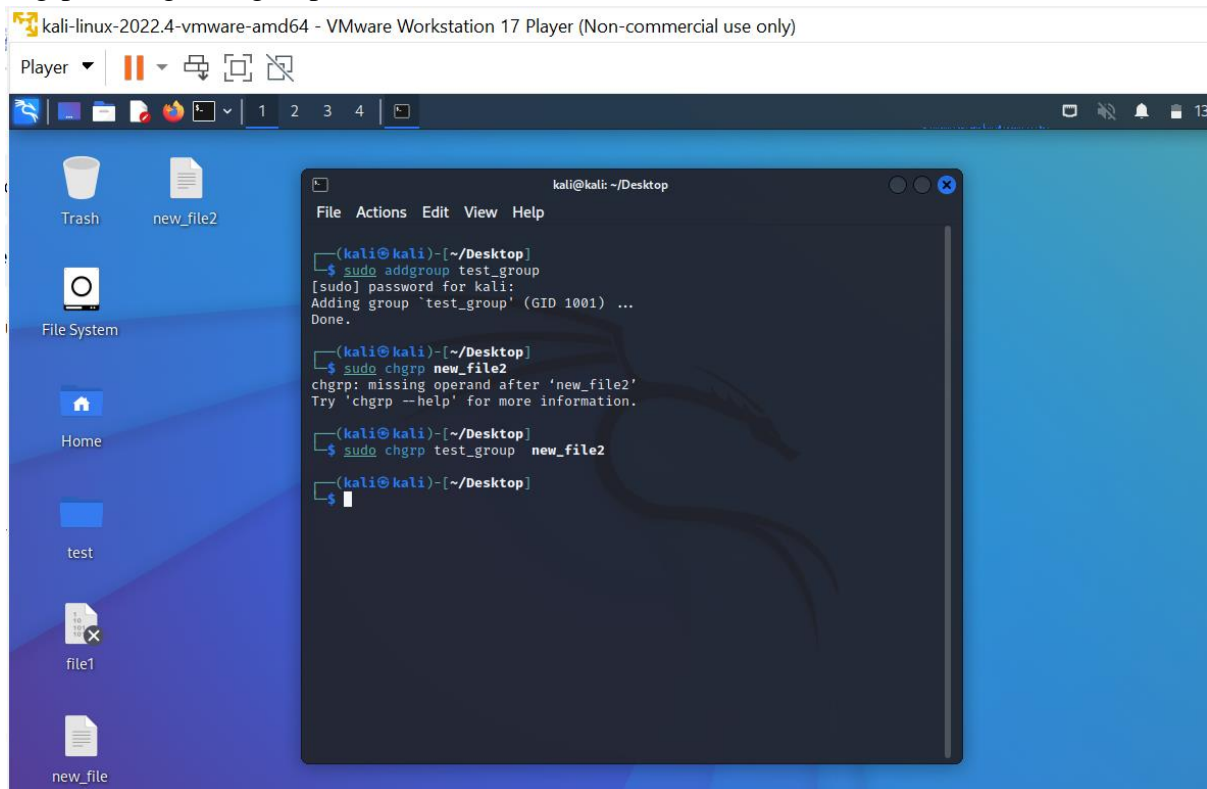 kali-linux-2022.4-vmware-amd64 - VMware Workstation 17 Player (Non-commercial use only)
Player
1 2 3 4
13
Trash
new_file2
File System
Home
test
file1
new_file
kali@kali: ~/Desktop
File Actions Edit View Help
┌──(kali㉿kali)-[~/Desktop]
└─$ sudo addgroup test_group
[sudo] password for kali:
Adding group `test_group' (GID 1001) ...
Done.
┌──(kali㉿kali)-[~/Desktop]
└─$ sudo chgrp new_file2
chgrp: missing operand after ‘new_file2’
Try 'chgrp --help' for more information.
┌──(kali㉿kali)-[~/Desktop]
└─$ sudo chgrp test_group  new_file2
┌──(kali㉿kali)-[~/Desktop]
└─$